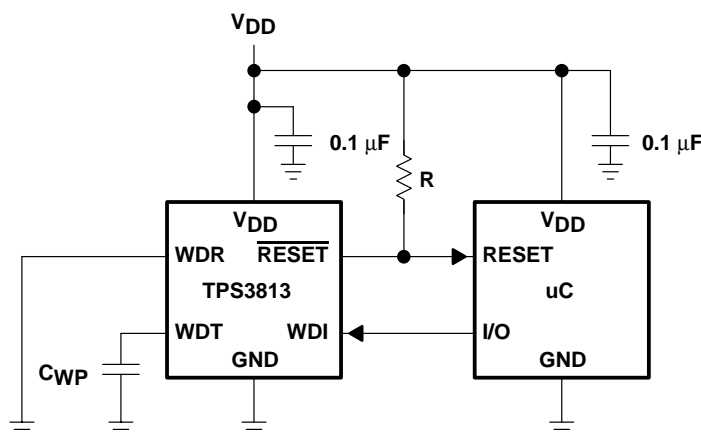 VDD
0.1 μF
0.1 μF
R
VDD
VDD
WDR
RESET
RESET
TPS3813
uC
WDT
WDI
I/O
CWP
GND
GND